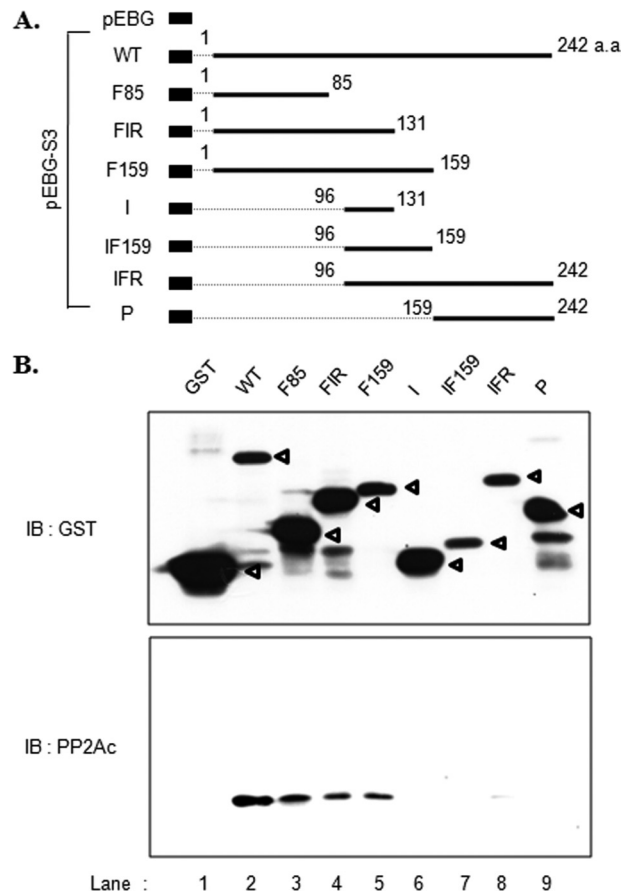 A.
pEBG
pEBG-S3
WT 1 242 a.a
F85 1 85
FIR 1 131
F159 1 159
I 96 131
IF159 96 159
IFR 96 242
P 159 242
B.
GST WT F85 FIR F159 I IF159 IFR P
IB : GST
IB : PP2Ac
Lane : 1 2 3 4 5 6 7 8 9